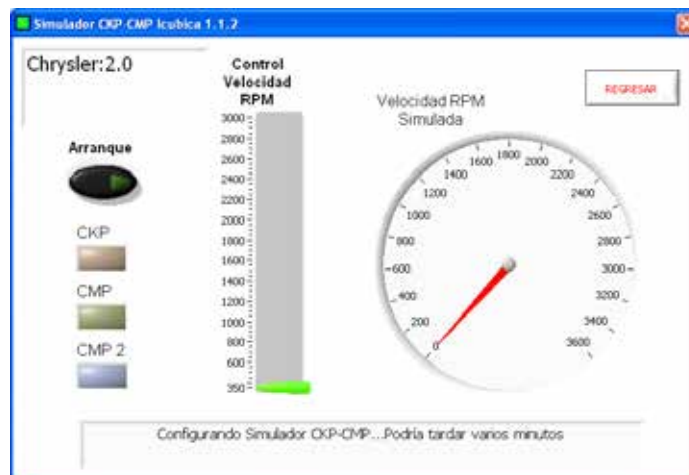 Simulador CKP-CMP Icubica 1.1.2
Chrysler:2.0
Control
Velocidad
RPM
REGRESAR
Velocidad RPM
Simulada
Arranque
CKP
CMP
CMP 2
3000
2800
2600
2400
2200
2000
1800
1600
1400
1200
1000
800
600
350
0
200
400
600
800
1000
1200
1400
1600
1800
2000
2200
2400
2600
2800
3000
3200
3400
3600
Configurando Simulador CKP-CMP...Podría tardar varios minutos